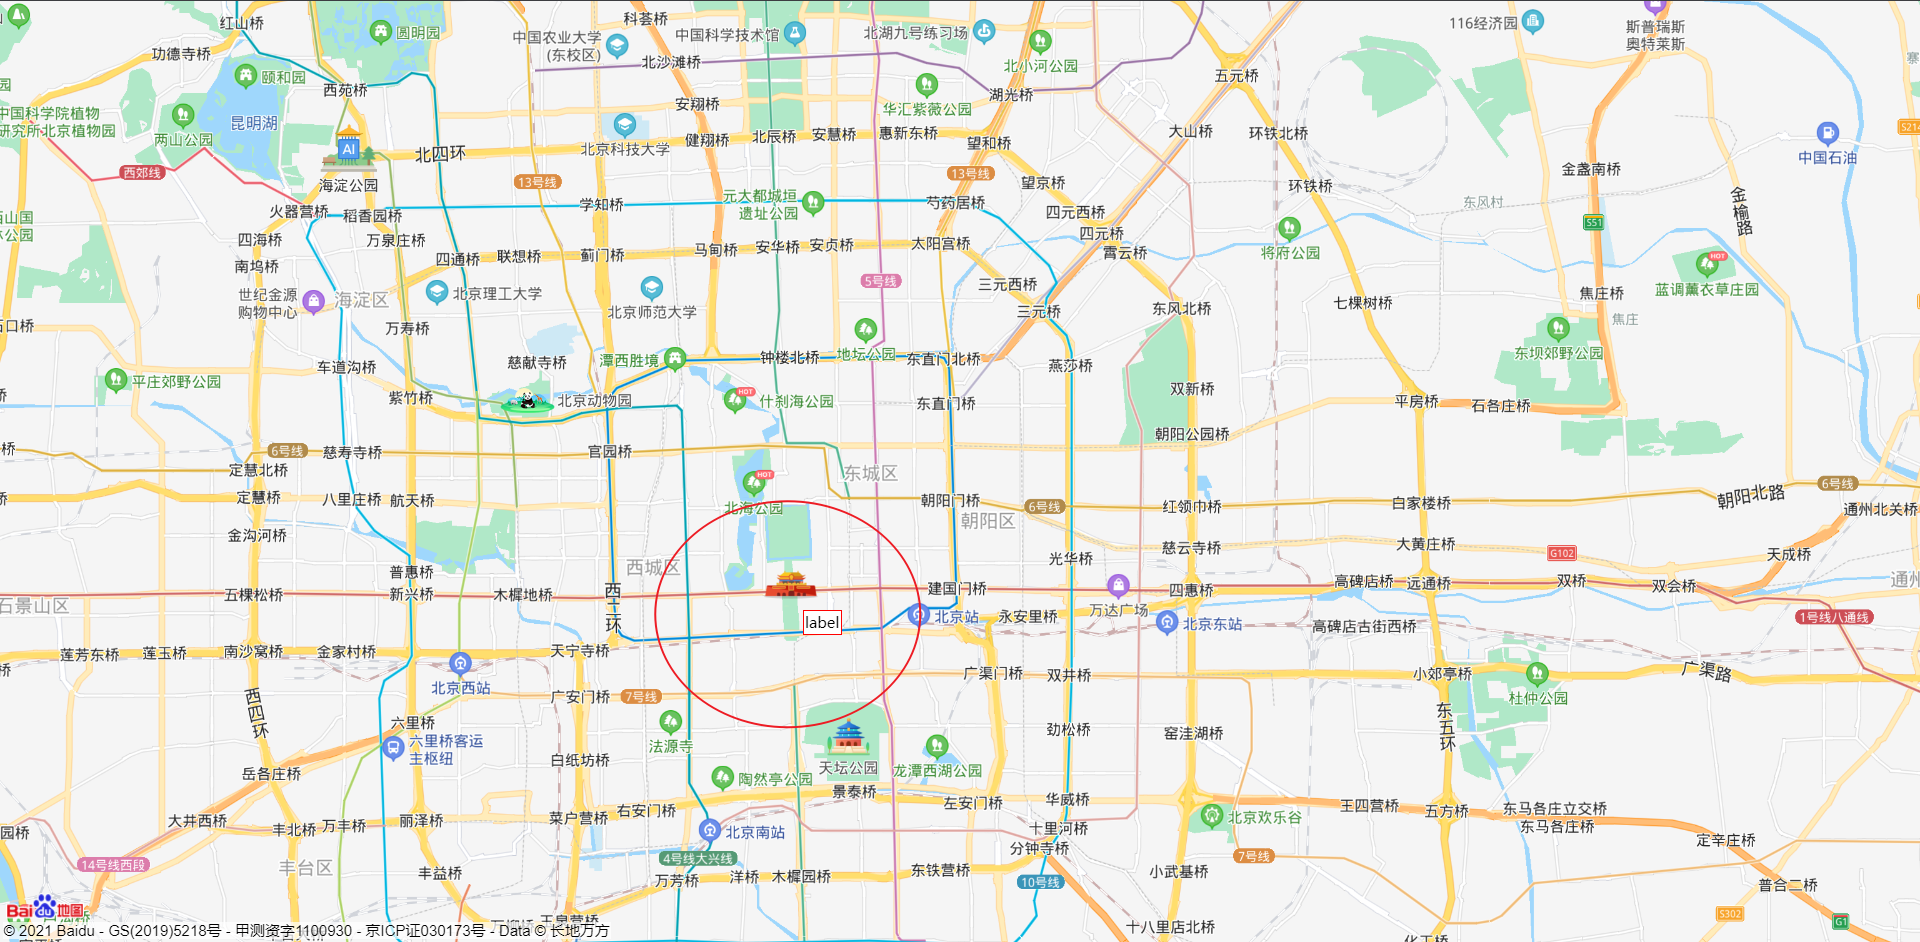 红山桥
科荟桥
116经济园
斯普瑞斯
奥特莱斯
圆明园
中国农业大学
(东校区)
中国科学技术馆
北湖九号练习场
功德寺桥
北沙滩桥
北小河公园
颐和园
西苑桥
五元桥
湖光桥
安翔桥
华汇紫薇公园
中国科学院植物
研究所北京植物园
昆明湖
两山公园
AI
北四环
北京科技大学
健翔桥
北辰桥
安慧桥
惠新东桥
望和桥
大山桥
环铁北桥
中国石油
S214
西郊线
海淀公园
13号线
13号线
望京桥
环铁桥
金盏南桥
元大都城垣
遗址公园
火器营桥
稻香园桥
学知桥
芍药居桥
四元西桥
东风村
S51
金榆路
四海桥
万泉庄桥
四元桥
南坞桥
四通桥
联想桥
蓟门桥
马甸桥
安华桥
安贞桥
太阳宫桥
霄云桥
将府公园
HOT
蓝调薰衣草庄园
世纪金源
购物中心
海淀区
北京理工大学
5号线
三元西桥
焦庄桥
北京师范大学
三元桥
东风北桥
七棵树桥
焦庄
万寿桥
车道沟桥
慈献寺桥
潭西胜境
钟楼北桥
地坛公园
东直门北桥
燕莎桥
东坝郊野公园
平庄郊野公园
紫竹桥
北京动物园
HOT
什刹海公园
东直门桥
双新桥
平房桥
石各庄桥
朝阳公园桥
6号线
慈寿寺桥
官园桥
定慧北桥
HOT
东城区
定慧桥
八里庄桥
航天桥
北海公园
朝阳门桥
6号线
红领巾桥
白家楼桥
朝阳北路
6号线
通州北关桥
朝阳区
金沟河桥
慈云寺桥
大黄庄桥
G102
天成桥
西城区
光华桥
普惠桥
石景山区
五棵松桥
新兴桥
木樨地桥
西二环
建国门桥
万达广场
四惠桥
高碑店桥
远通桥
双桥
双会桥
label
北京站
永安里桥
北京东站
高碑店古街西桥
1号线八通线
莲芳东桥
莲玉桥
南沙窝桥
金家村桥
天宁寺桥
北京西站
广渠门桥
双井桥
小郊亭桥
广渠路
杜仲公园
西四环
广安门桥
7号线
六里桥
法源寺
劲松桥
窑洼湖桥
东五环
六里桥客运
主枢纽
岳各庄桥
白纸坊桥
陶然亭公园
天坛公园
龙潭西湖公园
景泰桥
左安门桥
华威桥
王四营桥
五方桥
东马各庄立交桥
东马各庄桥
大井西桥
丰北桥
万丰桥
丽泽桥
菜户营桥
右安门桥
北京南站
十里河桥
北京欢乐谷
定辛庄桥
14号线西段
丰台区
丰益桥
4号线大兴线
万芳桥
洋桥
木樨园桥
东铁营桥
分钟寺桥
10号线
小武基桥
7号线
普合二桥
S302
G1
十八里店北桥
Bai du 地图
© 2021 Baidu - GS(2019)5218号 - 甲测资字1100930 - 京ICP证030173号 - Data © 长地万方